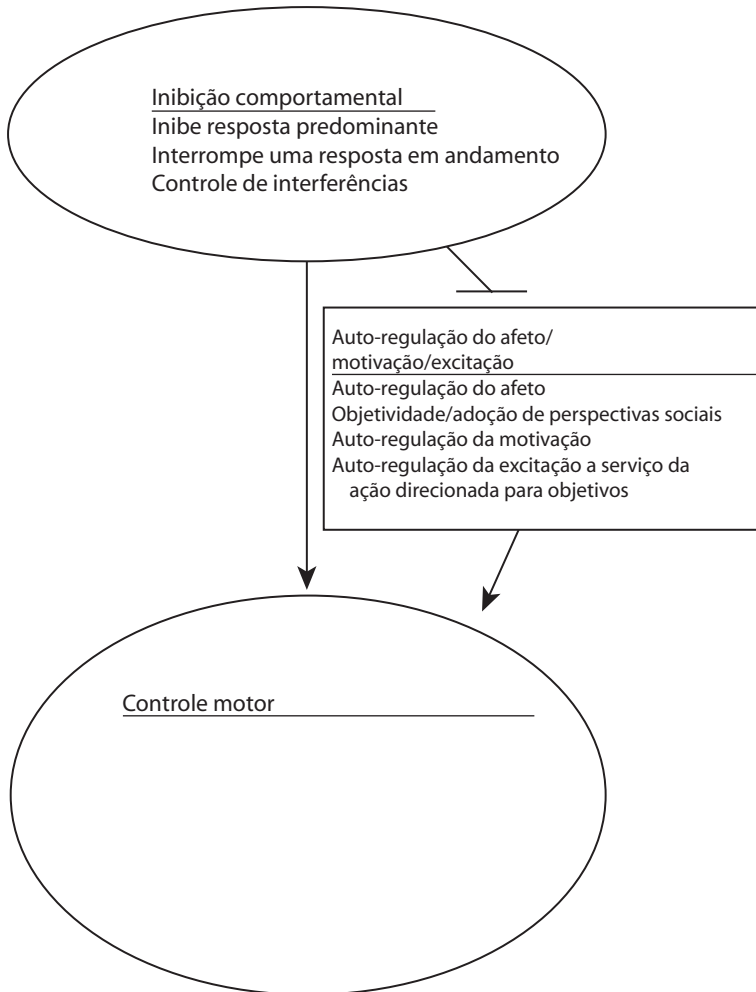 Inibição comportamental
Inibe resposta predominante
Interrompe uma resposta em andamento
Controle de interferências
Auto-regulação do afeto/
motivação/excitação
Auto-regulação do afeto
Objetividade/adoção de perspectivas sociais
Auto-regulação da motivação
Auto-regulação da excitação a serviço da
ação direcionada para objetivos
Controle motor